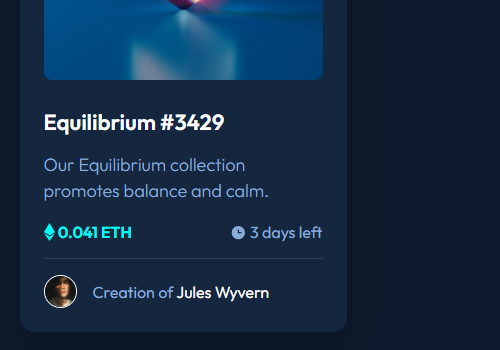 Equilibrium #3429
Our Equilibrium collection
promotes balance and calm.
0.041 ETH
3 days left
Creation of Jules Wyvern